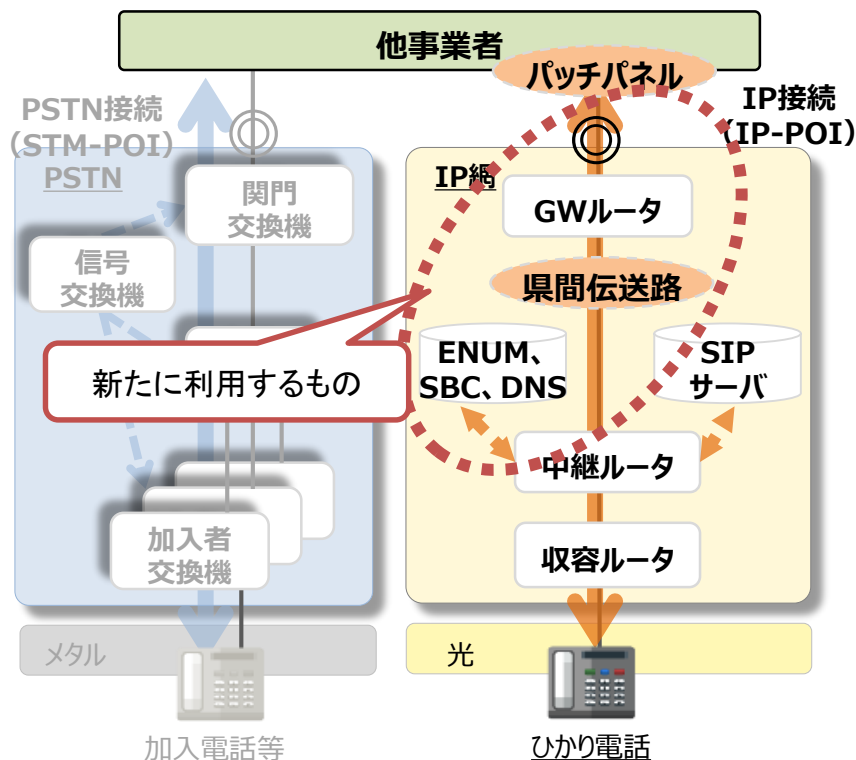 他事業者
パッチパネル
PSTN接続
（STM-POI）
PSTN
IP接続
（IP-POI）
IP網
関門
交換機
GWルータ
信号
交換機
県間伝送路
新たに利用するもの
ENUM、
SBC、DNS
SIP
サーバ
中継ルータ
加入者
交換機
収容ルータ
メタル
光
加入電話等
ひかり電話